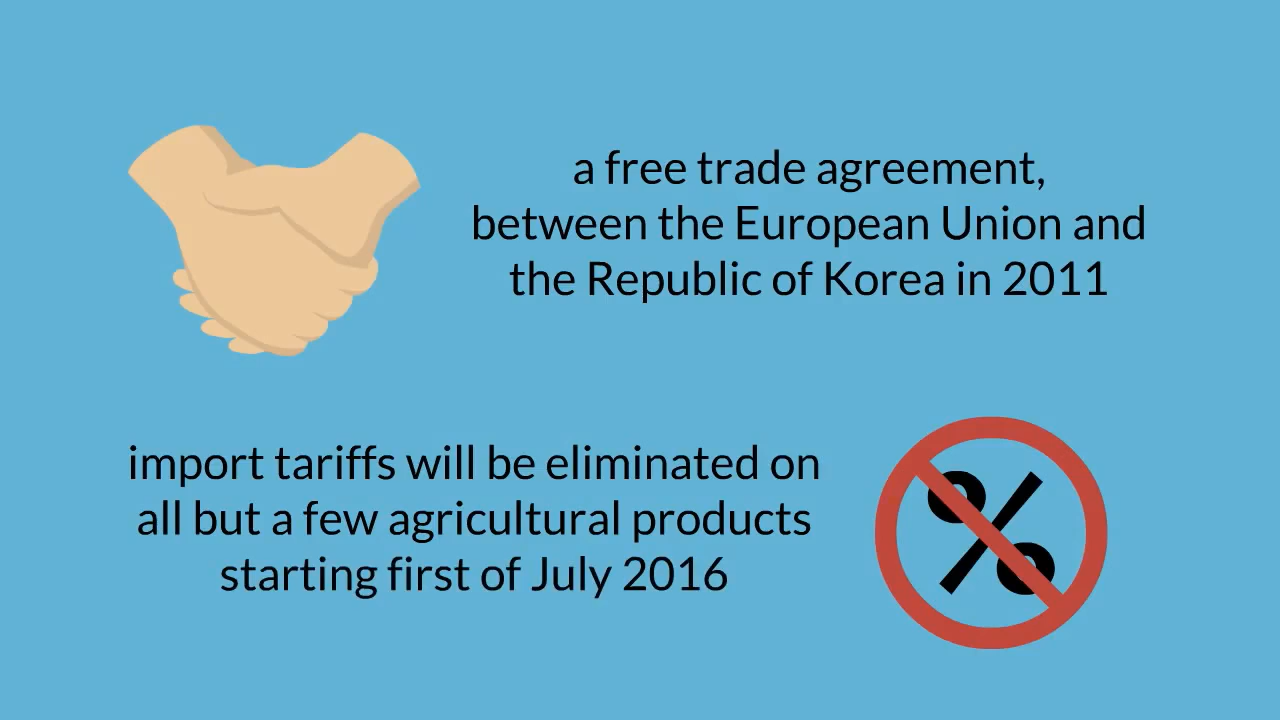 a free trade agreement,
between the European Union and
the Republic of Korea in 2011
import tariffs will be eliminated on
all but a few agricultural products
starting first of July 2016
%